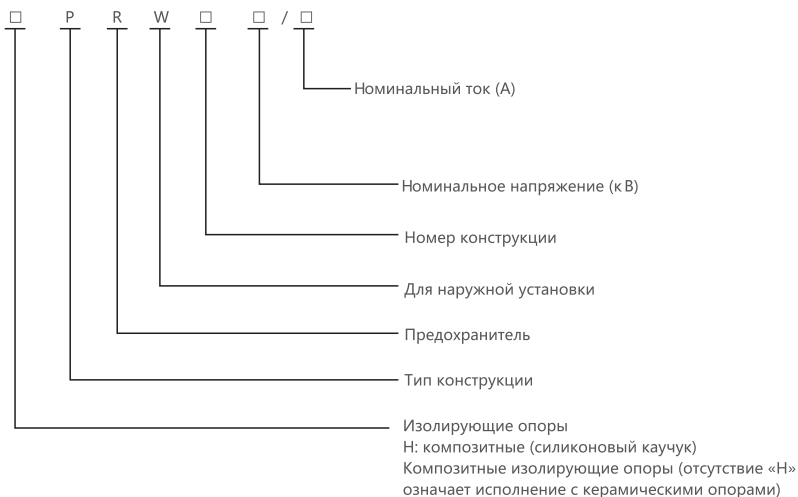 □ P R W □ □ / □
Номинальный ток (А)
Номинальное напряжение (кВ)
Номер конструкции
Для наружной установки
Предохранитель
Тип конструкции
Изолирующие опоры
Н: композитные (силиконовый каучук)
Композитные изолирующие опоры (отсутствие «Н»
означает исполнение с керамическими опорами)